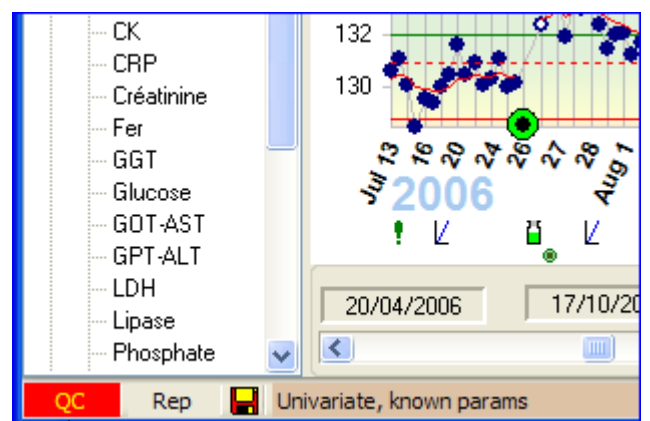 CK
CRP
Créatinine
Fer
GGT
Glucose
GOT-AST
GPT-ALT
LDH
Lipase
Phosphate
132
130
Jul 13 16 20 24 26 27 28 Aug 1
2006
20/04/2006 17/10/20
QC Rep Univariate, known params